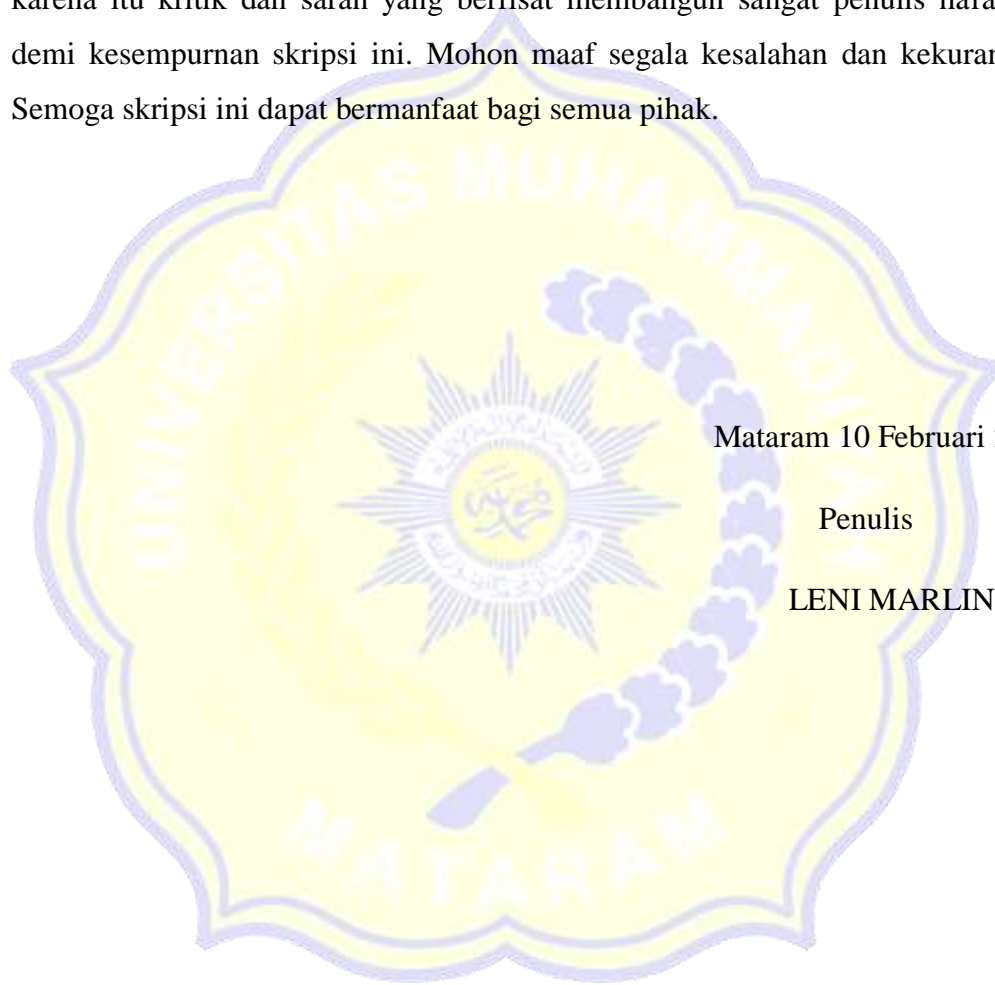 karena itu kritik dan saran yang berfisat membangun sangat penulis
demi kesempurnan skripsi ini. Mohon maaf segala kesalahan dan
Semoga skripsi ini dapat bermanfaat bagi semua pihak.
UNIVERSITAS MUHAMMADIYAH
Mataram 10 Februari
Penulis
LENI MARLIN
MATARAM